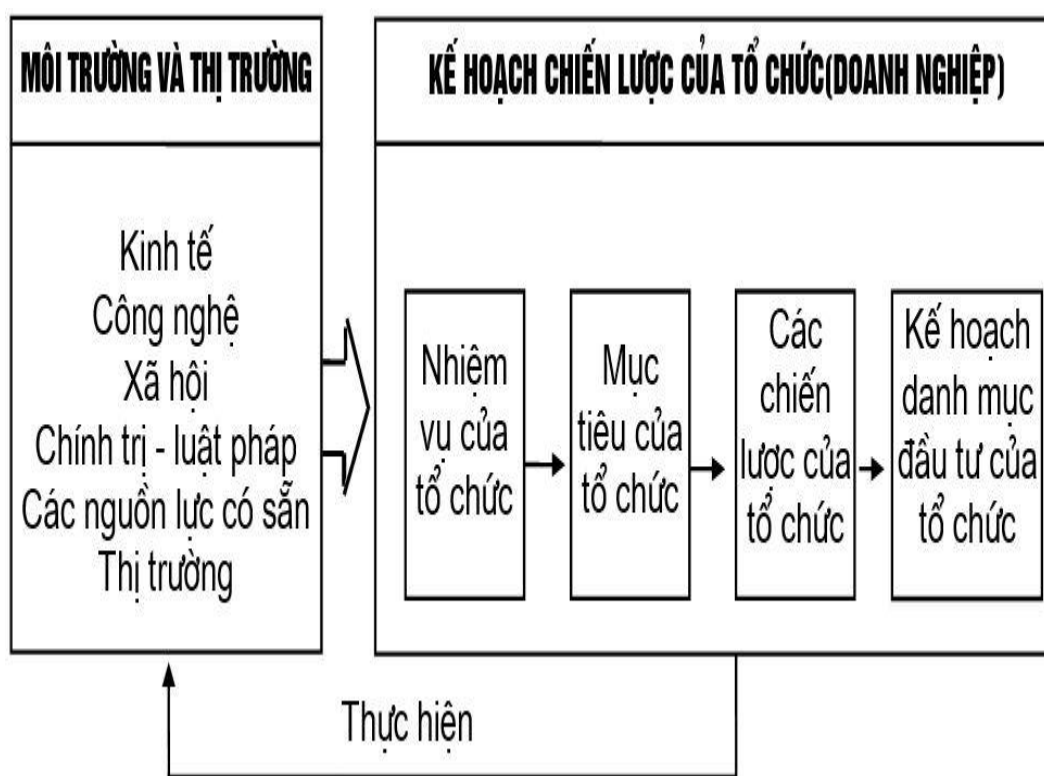 MÔI TRƯỜNG VÀ THỊ TRƯỜNG
Kinh tế
Công nghệ
Xã hội
Chính trị - luật pháp
Các nguồn lực có sẵn
Thị trường
KẾ HOẠCH CHIẾN LƯỢC CỦA TỔ CHỨC(DOANH NGHIỆP)
Nhiệm
vụ của
tổ chức
Mục
tiêu của
tổ chức
Các
chiến
lược của
tổ chức
Kế hoạch
danh mục
đầu tư của
tổ chức
Thực hiện